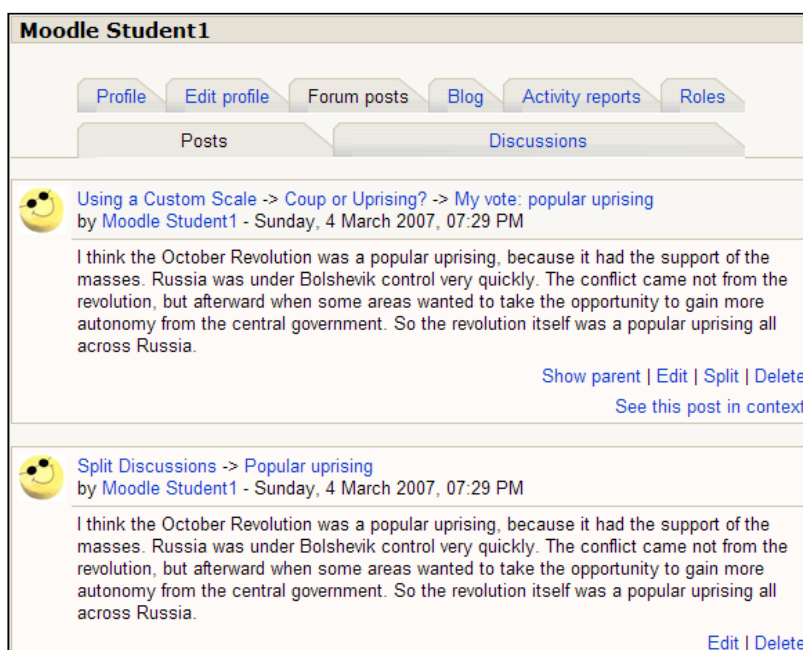 Moodle Student1
Profile Edit profile Forum posts Blog Activity reports Roles
Posts Discussions
Using a Custom Scale -> Coup or Uprising? -> My vote: popular uprising
by Moodle Student1 - Sunday, 4 March 2007, 07:29 PM
I think the October Revolution was a popular uprising, because it had the support of the
masses. Russia was under Bolshevik control very quickly. The conflict came not from the
revolution, but afterward when some areas wanted to take the opportunity to gain more
autonomy from the central government. So the revolution itself was a popular uprising all
across Russia.
Show parent | Edit | Split | Delete
See this post in context
Split Discussions -> Popular uprising
by Moodle Student1 - Sunday, 4 March 2007, 07:29 PM
I think the October Revolution was a popular uprising, because it had the support of the
masses. Russia was under Bolshevik control very quickly. The conflict came not from the
revolution, but afterward when some areas wanted to take the opportunity to gain more
autonomy from the central government. So the revolution itself was a popular uprising all
across Russia.
Edit | Delete